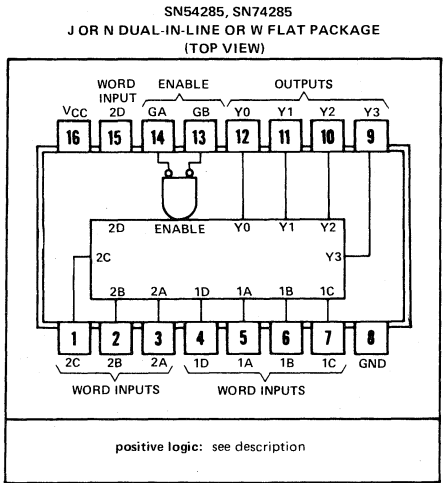 SN54285, SN74285
J OR N DUAL-IN-LINE OR W FLAT PACKAGE
(TOP VIEW)
WORD INPUT ENABLE OUTPUTS
VCC 2D GA GB Y0 Y1 Y2 Y3
16 15 14 13 12 11 10 9
2D ENABLE Y0 Y1 Y2
2C Y3
2B 2A 1D 1A 1B 1C
1 2 3 4 5 6 7 8
2C 2B 2A 1D 1A 1B 1C GND
WORD INPUTS WORD INPUTS
positive logic: see description